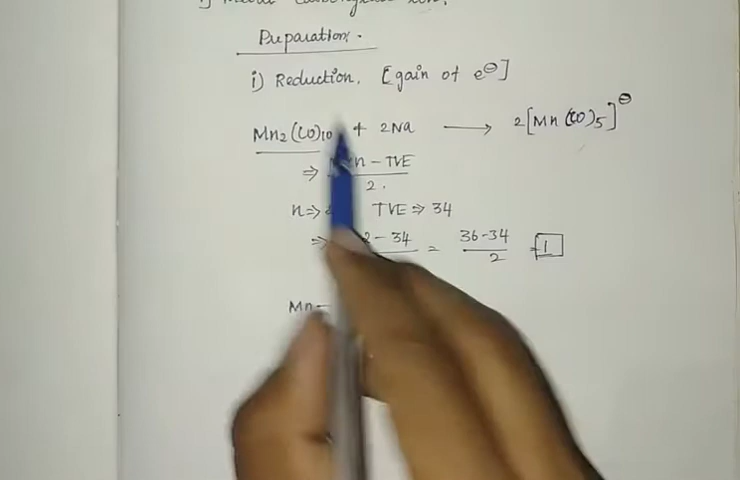 Preparation.
i) Reduction. [gain of e⊖]
Mn2(CO)10 + 2Na → 2[Mn(CO)5]⊖
⇒ n - TVE
2.
n ⇒ TVE ⇒ 34
⇒ 2 - 34 = 36-34 = 1
2
Mn